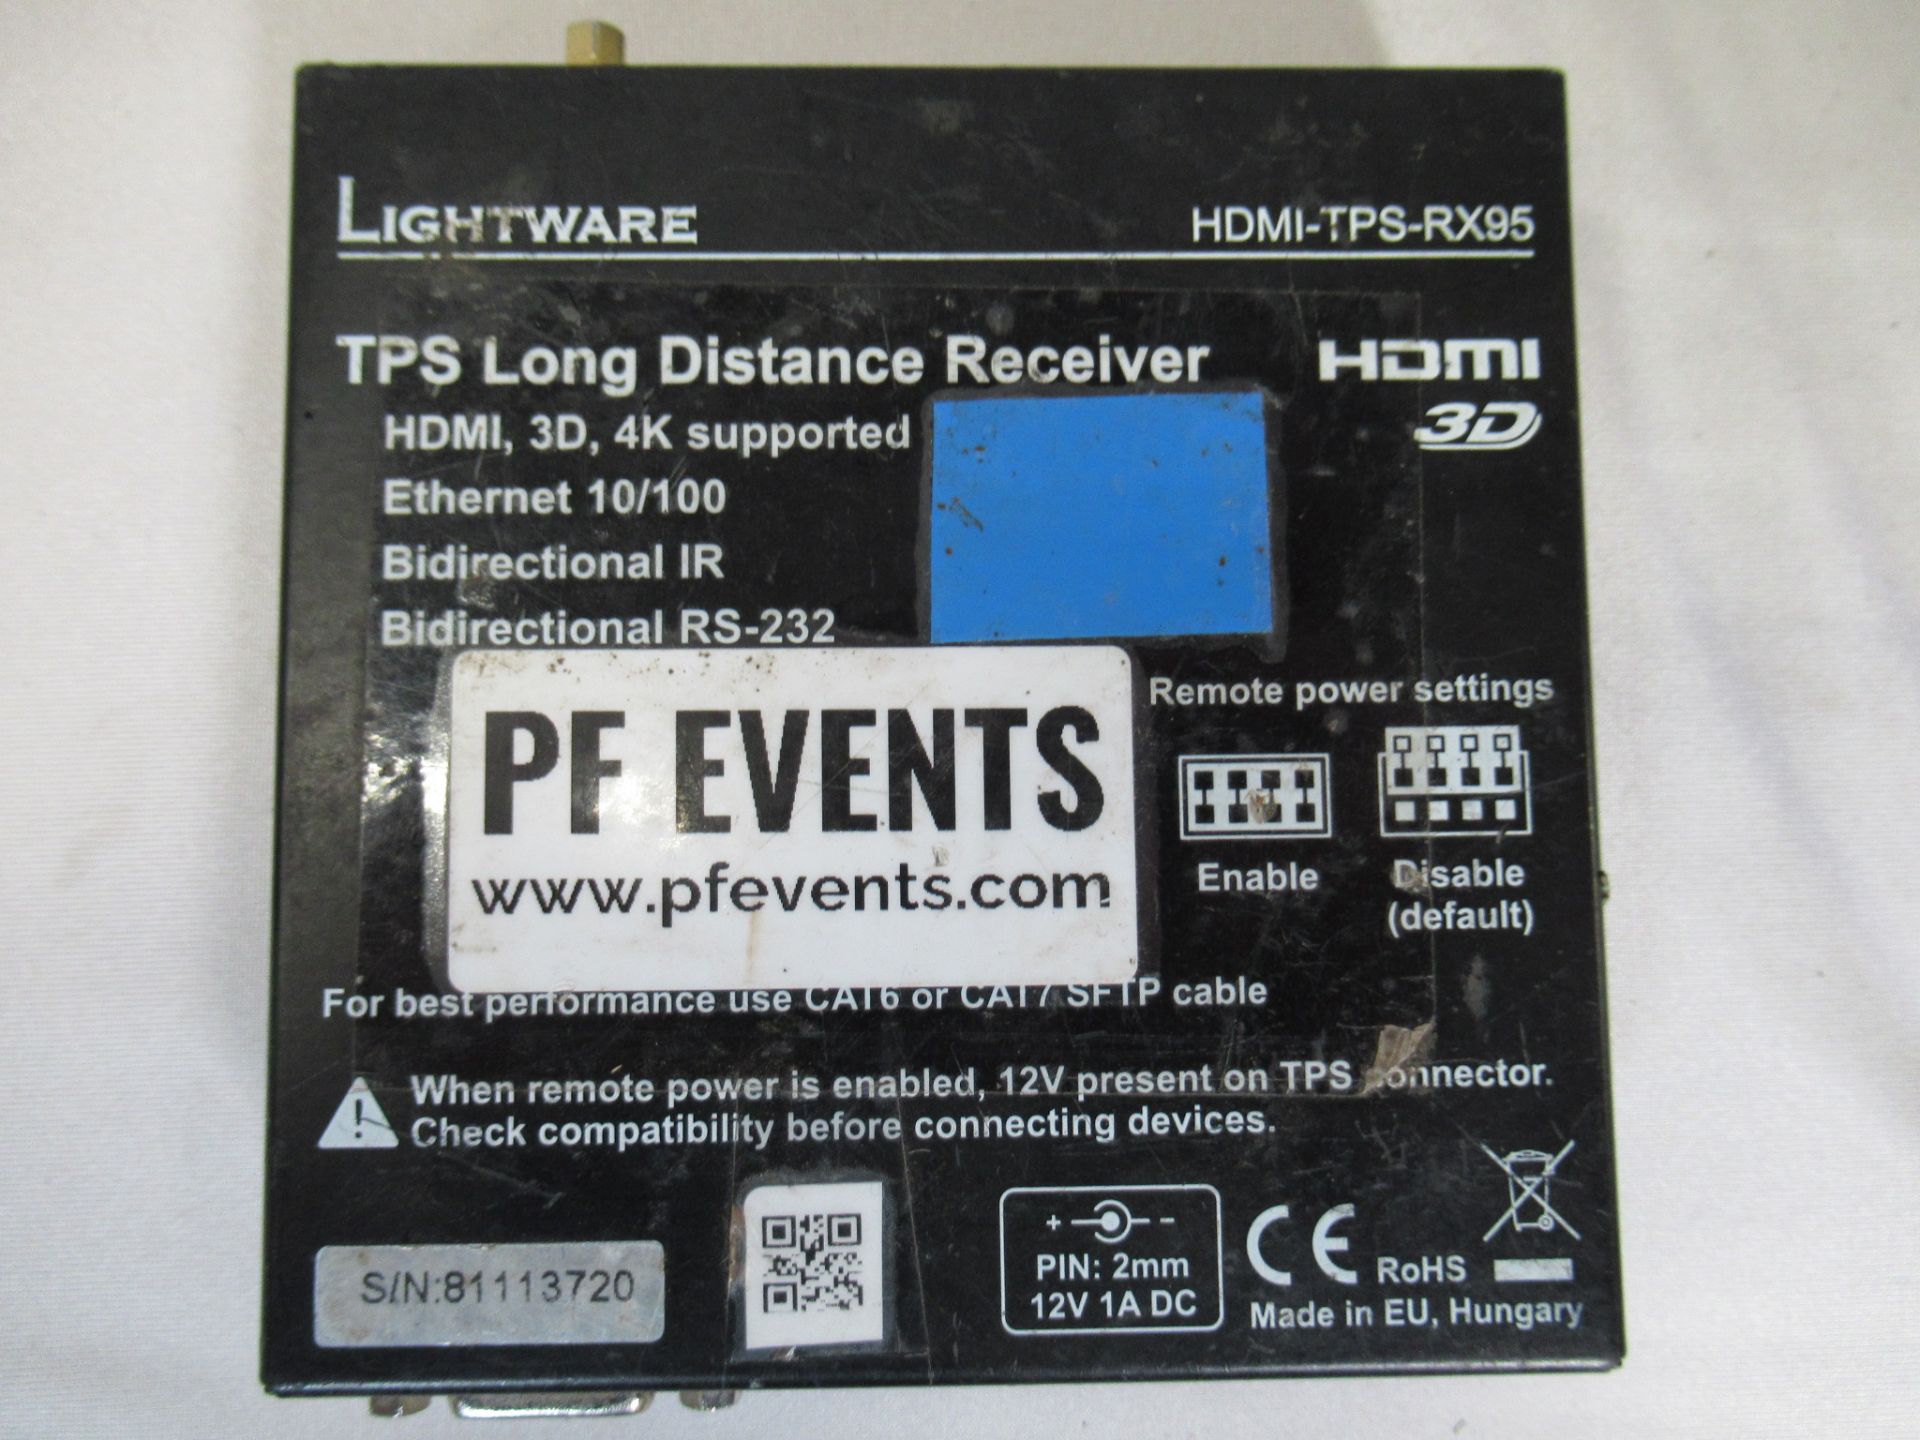 LIGHTWARE
HDMI-TPS-RX95
TPS Long Distance Receiver
HDMI
3D
HDMI, 3D, 4K supported
Ethernet 10/100
Bidirectional IR
Bidirectional RS-232
Remote power settings
PF EVENTS
www.pfevents.com
Enable
Disable
(default)
For best performance use CAT6 or CAT7 SFTP cable
When remote power is enabled, 12V present on TPS connector.
Check compatibility before connecting devices.
S/N:81113720
+ -
PIN: 2mm
12V 1A DC
CE
RoHS
Made in EU, Hungary